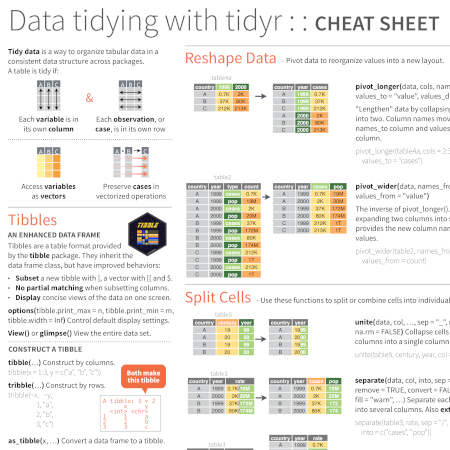 Data tidying with tidyr : : CHEAT SHEET
Tidy data is a way to organize tabular data in a
consistent data structure across packages.
A table is tidy if:
A B C
A B C
&
Each variable is in
its own column
Each observation, or
case, is in its own row
A B C
A * B → C
Access variables
as vectors
Preserve cases in
vectorized operations
Tibbles
TIBBLE
AN ENHANCED DATA FRAME
Tibbles are a table format provided
by the tibble package. They inherit the
data frame class, but have improved behaviors:
• Subset a new tibble with ], a vector with [[ and $.
• No partial matching when subsetting columns.
• Display concise views of the data on one screen.
options(tibble.print_max = n, tibble.print_min = m,
tibble.width = Inf) Control default display settings.
View() or glimpse() View the entire data set.
CONSTRUCT A TIBBLE
tibble(…) Construct by columns.
tibble(x = 1:3, y = c("a", "b", "c"))
Both make
this tibble
tribble(…) Construct by rows.
tribble(~x, ~y,
1, "a",
2, "b",
3, "c")
A tibble: 3 × 2
as_tibble(x, …) Convert a data frame to a tibble.
Reshape Data - Pivot data to reorganize values into a new layout.
table4a
country 1999 2000
A 0.7K 2K
B 37K 80K
C 212K 213K
country year cases
A 1999 0.7K
B 1999 37K
C 1999 212K
A 2000 2K
B 2000 80K
C 2000 213K
pivot_longer(data, cols, nam
values_to = "value", values_d
"Lengthen" data by collapsing
into two. Column names mov
names_to column and values
column.
pivot_longer(table4a, cols = 2:
values_to = "cases")
table2
country year type count
A 1999 cases 0.7K
A 1999 pop 19M
A 2000 cases 2K
A 2000 pop 20M
B 1999 cases 37K
B 1999 pop 172M
B 2000 cases 80K
B 2000 pop 174M
C 1999 cases 212K
C 1999 pop 1T
C 2000 cases 213K
C 2000 pop 1T
country year cases pop
A 1999 0.7K 19M
A 2000 2K 20M
B 1999 37K 172M
B 2000 80K 174M
C 1999 212K 1T
C 2000 213K 1T
pivot_wider(data, names_fro
values_from = "value")
The inverse of pivot_longer().
expanding two columns into s
provides the new column nam
values.
pivot_wider(table2, names_fro
values_from = count)
Split Cells - Use these functions to split or combine cells into individual
table5
country century year
A 19 99
A 20 00
B 19 99
B 20 00
country year
A 1999
A 2000
B 1999
B 2000
unite(data, col, …, sep = "_", r
na.rm = FALSE) Collapse cells
columns into a single column
unite(table5, century, year, col
table3
country year rate
A 1999 0.7K/19M
A 2000 2K/20M
B 1999 37K/172M
B 2000 80K/174M
country year cases pop
A 1999 0.7K 19M
A 2000 2K 20M
B 1999 37K 172
B 2000 80K 174
separate(data, col, into, sep =
remove = TRUE, convert = FAL
fill = "warn", …) Separate each
into several columns. Also ext
separate(table3, rate, sep = "/",
into = c("cases", "pop"))
table3
country year rate